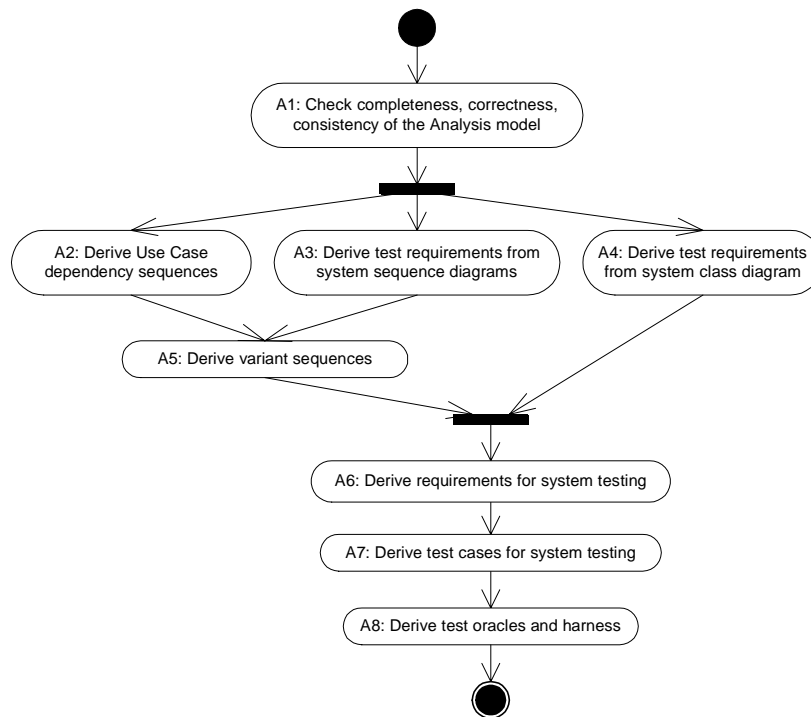 A1: Check completeness, correctness,
consistency of the Analysis model
A2: Derive Use Case
dependency sequences
A3: Derive test requirements from
system sequence diagrams
A4: Derive test requirements
from system class diagram
A5: Derive variant sequences
A6: Derive requirements for system testing
A7: Derive test cases for system testing
A8: Derive test oracles and harness